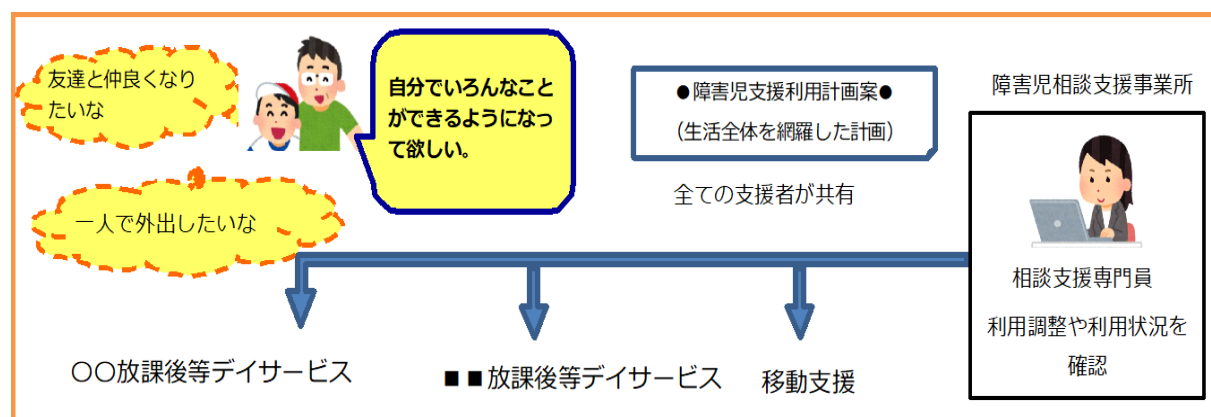 友達と仲良くなり
たいな
自分でいろんなこと
ができるようになっ
て欲しい。
一人で外出したいな
●障害児支援利用計画案●
（生活全体を網羅した計画）
全ての支援者が共有
障害児相談支援事業所
相談支援専門員
利用調整や利用状況を
確認
〇〇放課後等デイサービス
■■放課後等デイサービス
移動支援